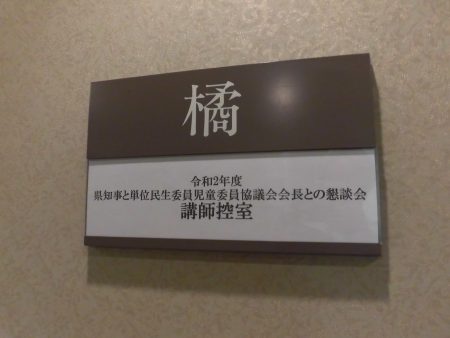 橘
令和2年度
県知事と単位民生委員児童委員協議会会長との懇談会
講師控室